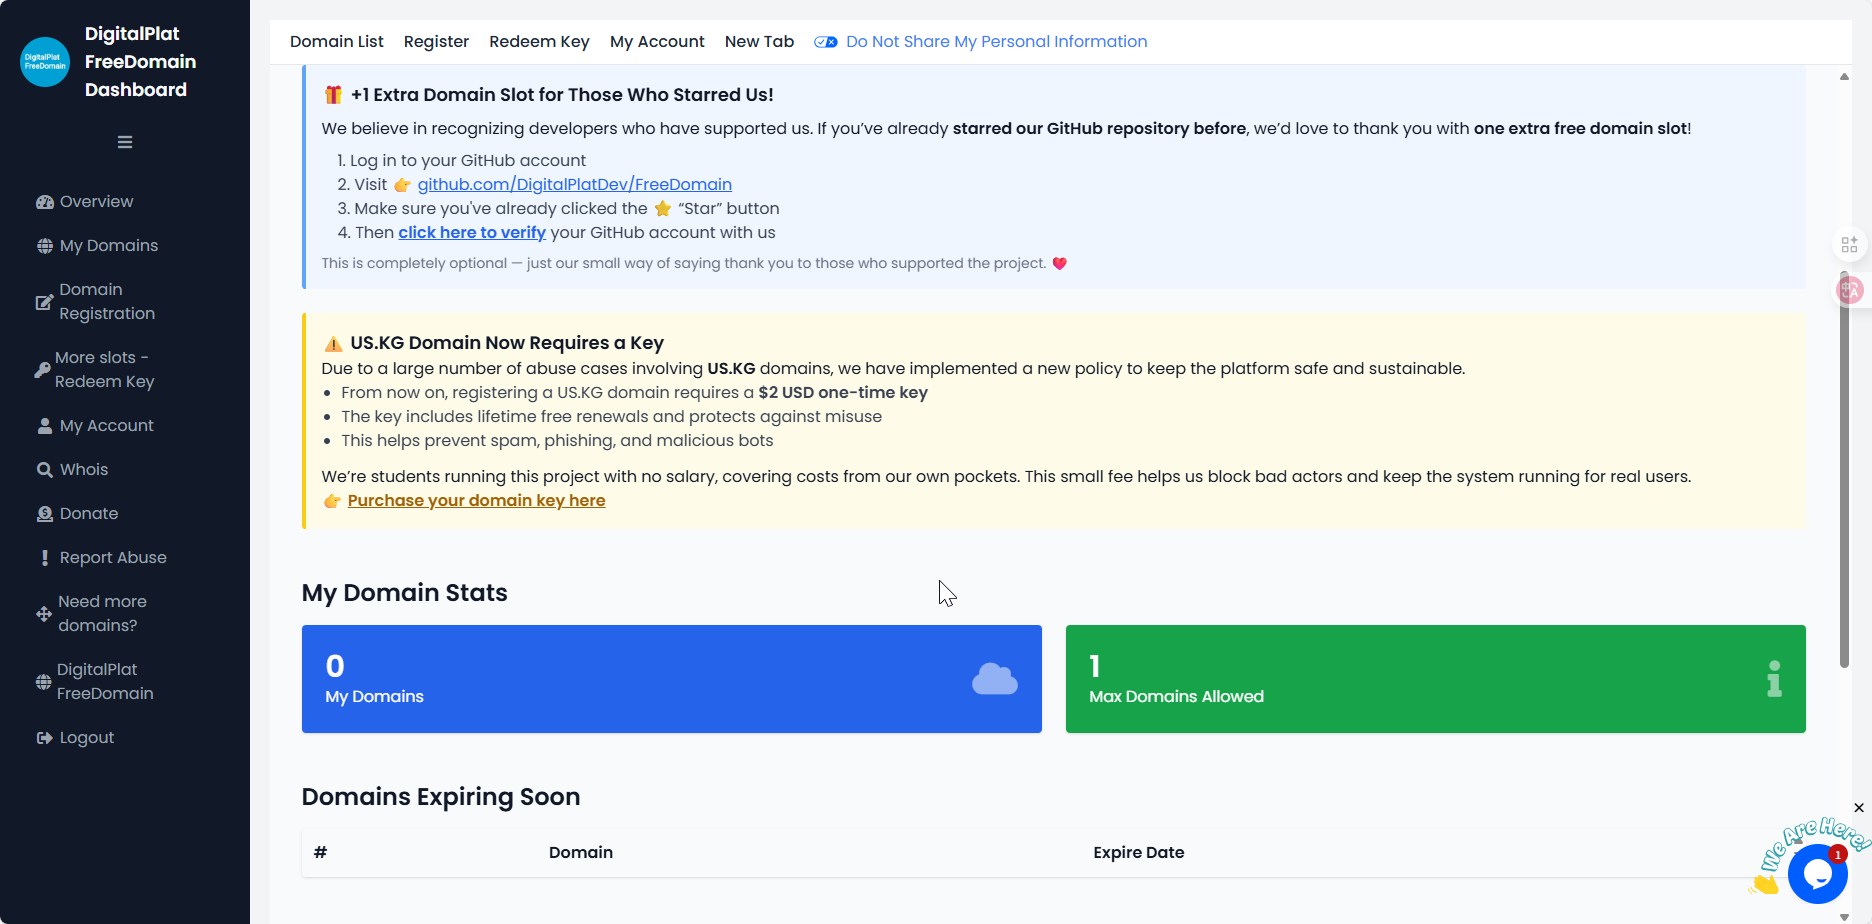 DigitalPlat
FreeDomain
DigitalPlat
FreeDomain
Dashboard
Overview
My Domains
Domain
Registration
More slots -
Redeem Key
My Account
Whois
Donate
Report Abuse
Need more
domains?
DigitalPlat
FreeDomain
Logout
Domain List Register Redeem Key My Account New Tab Do Not Share My Personal Information
🎁 +1 Extra Domain Slot for Those Who Starred Us!
We believe in recognizing developers who have supported us. If you’ve already starred our GitHub repository before, we’d love to thank you with one extra free domain slot!
1. Log in to your GitHub account
2. Visit 👉 github.com/DigitalPlatDev/FreeDomain
3. Make sure you've already clicked the ⭐ “Star” button
4. Then click here to verify your GitHub account with us
This is completely optional — just our small way of saying thank you to those who supported the project. ❤️
⚠️ US.KG Domain Now Requires a Key
Due to a large number of abuse cases involving US.KG domains, we have implemented a new policy to keep the platform safe and sustainable.
• From now on, registering a US.KG domain requires a $2 USD one-time key
• The key includes lifetime free renewals and protects against misuse
• This helps prevent spam, phishing, and malicious bots
We’re students running this project with no salary, covering costs from our own pockets. This small fee helps us block bad actors and keep the system running for real users.
👉 Purchase your domain key here
My Domain Stats
0
My Domains
1
Max Domains Allowed
Domains Expiring Soon
# Domain Expire Date
We Are Here!
1